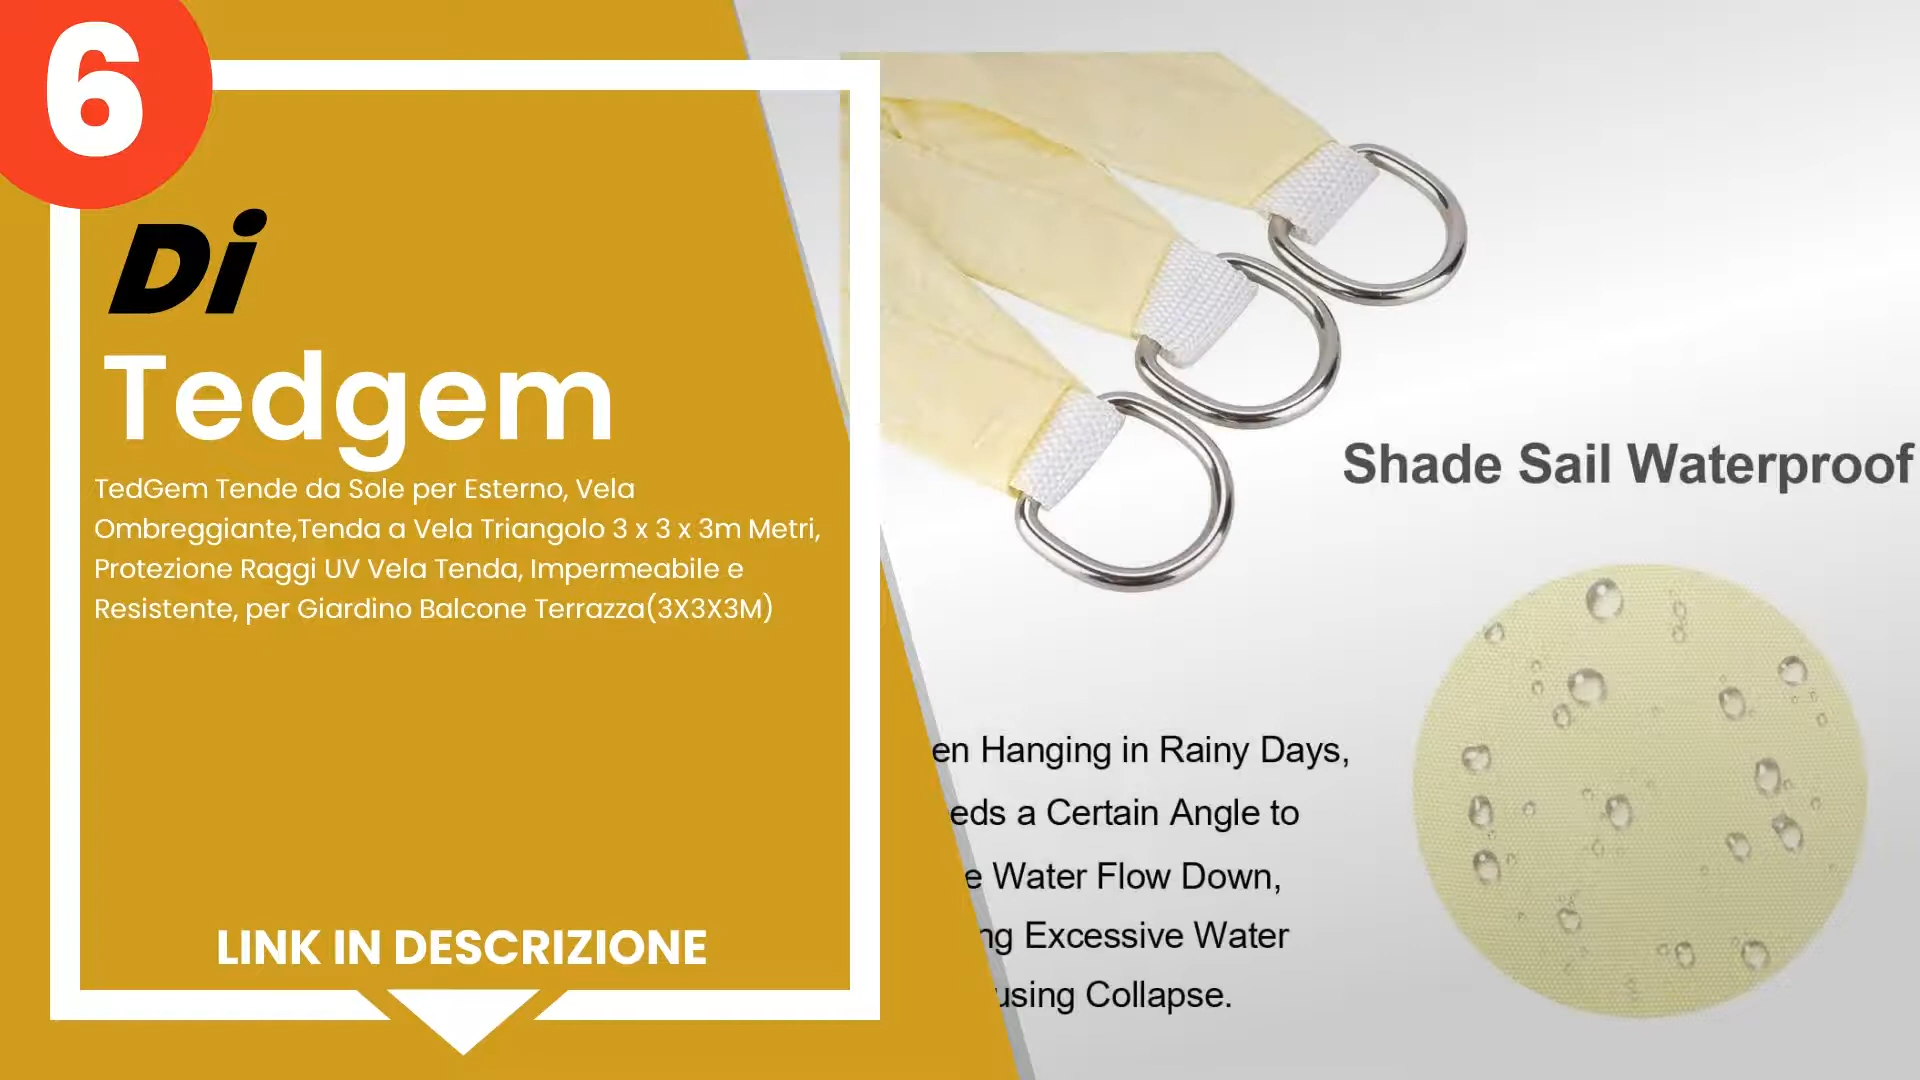 6
Di
Tedgem
TedGem Tende da Sole per Esterno, Vela
Ombreggiante,Tenda a Vela Triangolo 3 x 3 x 3m Metri,
Protezione Raggi UV Vela Tenda, Impermeabile e
Resistente, per Giardino Balcone Terrazza(3X3X3M)
LINK IN DESCRIZIONE
Shade Sail Waterproof
en Hanging in Rainy Days,
eds a Certain Angle to
e Water Flow Down,
ng Excessive Water
using Collapse.